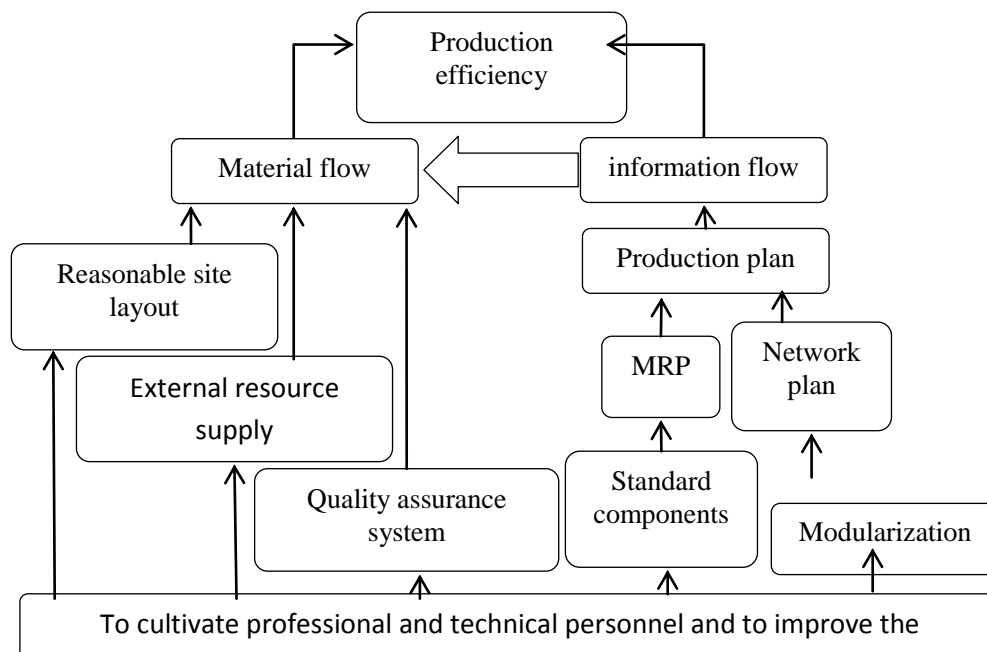 Production
efficiency
Material flow
information flow
Production plan
Reasonable site
layout
MRP
Network
plan
External resource
supply
Quality assurance
system
Standard
components
Modularization
To cultivate professional and technical personnel and to improve the